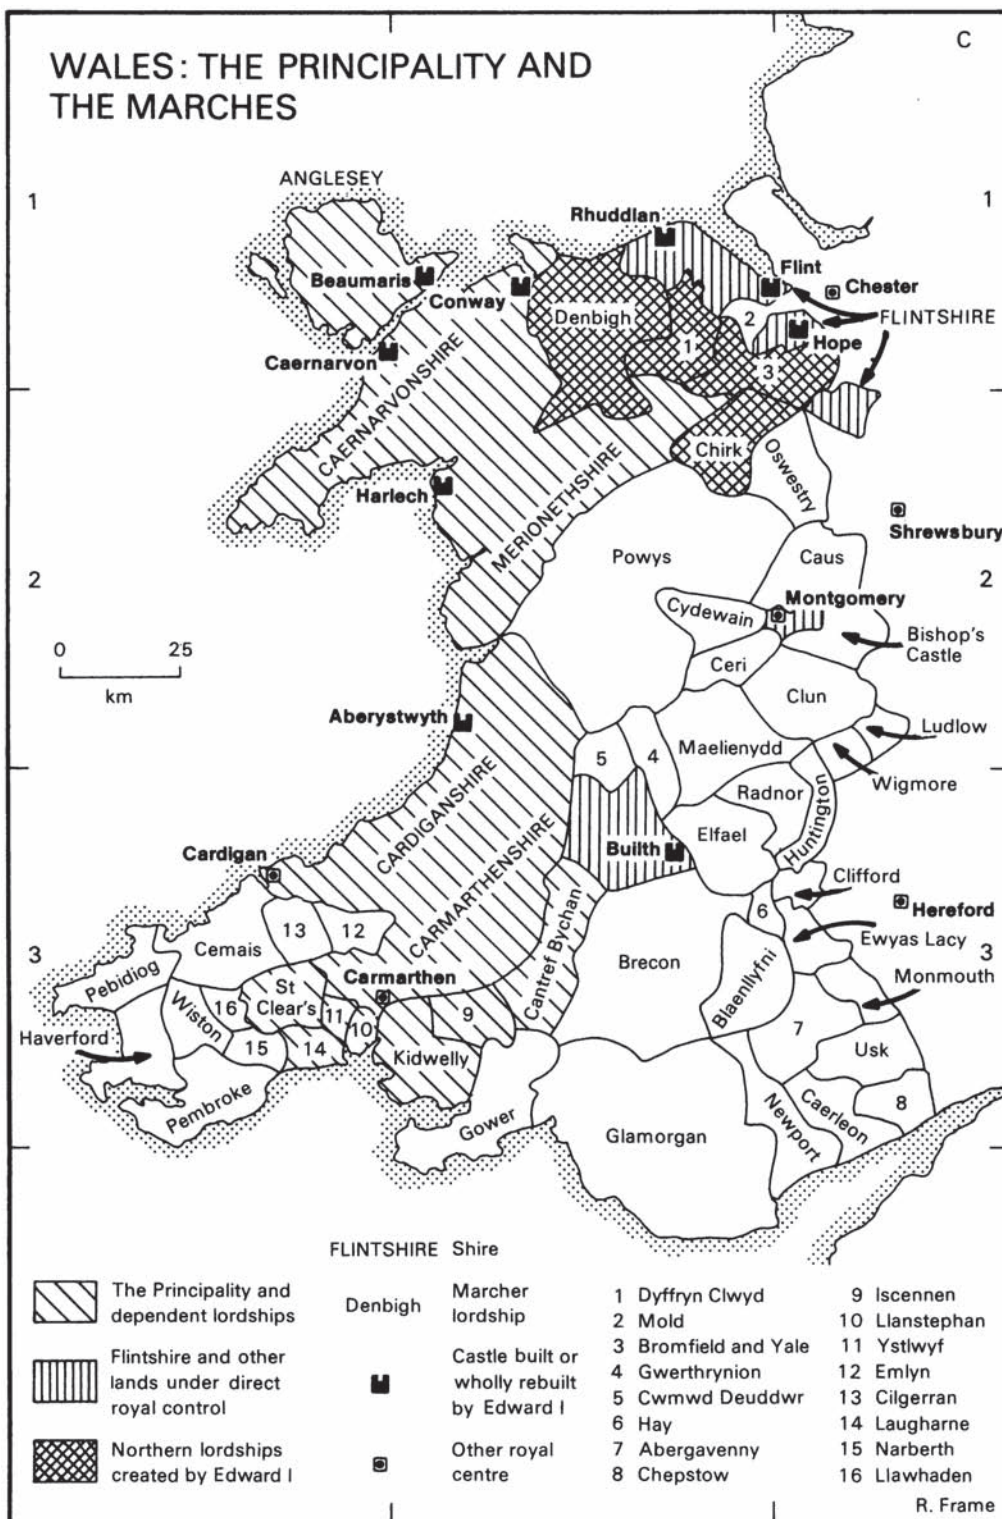 C
WALES: THE PRINCIPALITY AND
THE MARCHES
1
1
ANGLESEY
Rhuddlan
Beaumaris
Conway
Flint
Chester
Denbigh
2
FLINTSHIRE
1
Hope
Caernarvon
3
CAERNARVONSHIRE
Chirk
Oswestry
Harlech
MERIONETHSHIRE
Shrewsbury
Powys
Caus
2
2
Cydewain
Montgomery
Bishop's
Castle
0
25
km
Ceri
Clun
Aberystwyth
Ludlow
5
4
Maelienydd
Wigmore
Radnor
Huntington
CARDIGANSHIRE
Elfael
Builth
CARMARTHENSHIRE
Cardigan
Clifford
Hereford
6
13
12
Cemais
Ewyas Lacy
Cantref Bychan
Brecon
3
3
Pebidiog
St
Clear's
Carmarthen
Monmouth
Blaenllyfni
16
Wiston
11
10
9
7
Haverford
15
14
Kidwelly
Usk
Pembroke
Gower
Glamorgan
Newport
Caerleon
8
FLINTSHIRE Shire
The Principality and
dependent lordships
Denbigh
Marcher
lordship
Flintshire and other
lands under direct
royal control
Castle built or
wholly rebuilt
by Edward I
Northern lordships
created by Edward I
Other royal
centre
1 Dyffryn Clwyd
2 Mold
3 Bromfield and Yale
4 Gwerthrynion
5 Cwmwd Deuddwr
6 Hay
7 Abergavenny
8 Chepstow
9 Iscennen
10 Llanstephan
11 Ystlwyf
12 Emlyn
13 Cilgerran
14 Laugharne
15 Narberth
16 Llawhaden
R. Frame